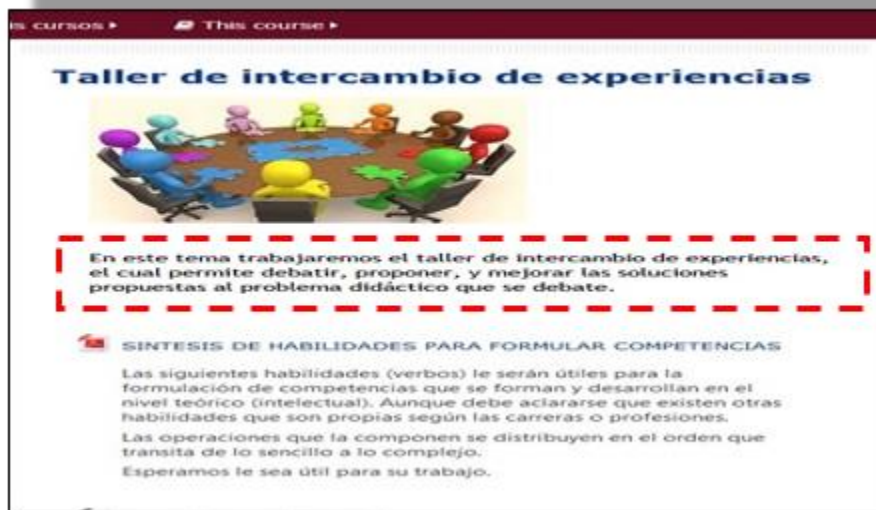 is cursos ▸ This course ▸
Taller de intercambio de experiencias
En este tema trabajaremos el taller de intercambio de experiencias,
el cual permite debatir, proponer, y mejorar las soluciones
propuestas al problema didáctico que se debate.
SINTESIS DE HABILIDADES PARA FORMULAR COMPETENCIAS
Las siguientes habilidades (verbos) le serán útiles para la
formulación de competencias que se forman y desarrollan en el
nivel teórico (intelectual). Aunque debe aclararse que existen otras
habilidades que son propias según las carreras o profesiones.
Las operaciones que la componen se distribuyen en el orden que
transita de lo sencillo a lo complejo.
Esperamos le sea útil para su trabajo.